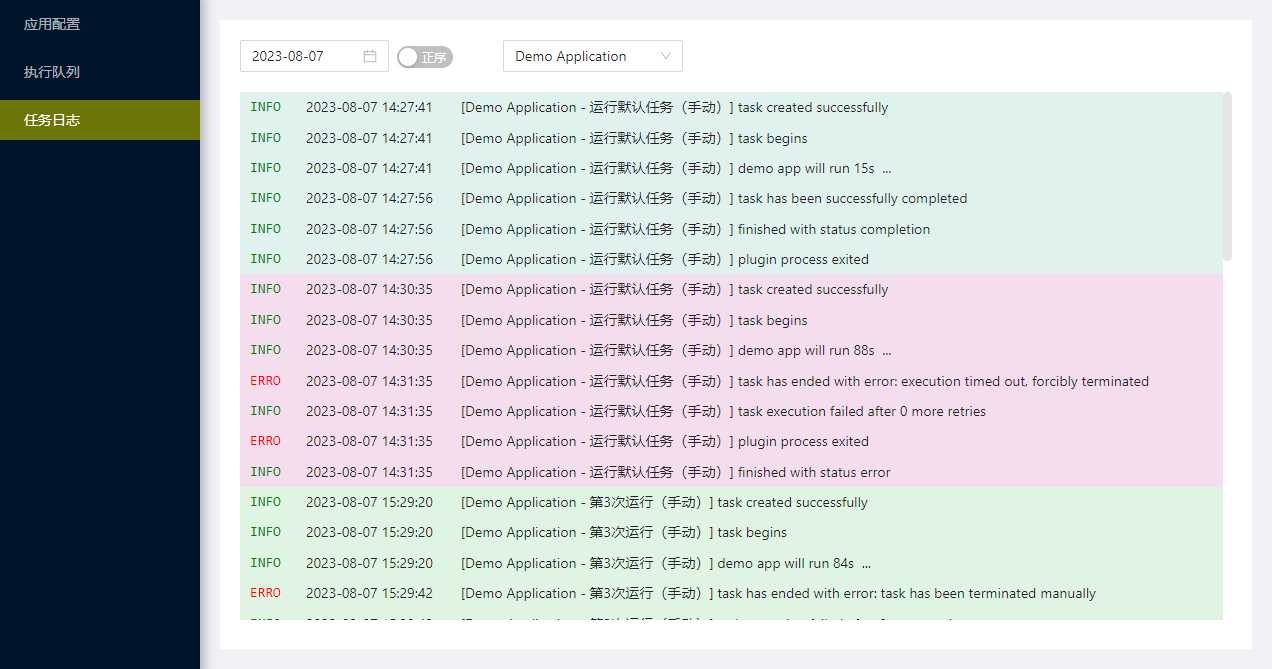 应用配置
执行队列
任务日志
2023-08-07 正序 Demo Application
INFO 2023-08-07 14:27:41 [Demo Application - 运行默认任务（手动）] task created successfully
INFO 2023-08-07 14:27:41 [Demo Application - 运行默认任务（手动）] task begins
INFO 2023-08-07 14:27:41 [Demo Application - 运行默认任务（手动）] demo app will run 15s ...
INFO 2023-08-07 14:27:56 [Demo Application - 运行默认任务（手动）] task has been successfully completed
INFO 2023-08-07 14:27:56 [Demo Application - 运行默认任务（手动）] finished with status completion
INFO 2023-08-07 14:27:56 [Demo Application - 运行默认任务（手动）] plugin process exited
INFO 2023-08-07 14:30:35 [Demo Application - 运行默认任务（手动）] task created successfully
INFO 2023-08-07 14:30:35 [Demo Application - 运行默认任务（手动）] task begins
INFO 2023-08-07 14:30:35 [Demo Application - 运行默认任务（手动）] demo app will run 88s ...
ERRO 2023-08-07 14:31:35 [Demo Application - 运行默认任务（手动）] task has ended with error: execution timed out, forcibly terminated
INFO 2023-08-07 14:31:35 [Demo Application - 运行默认任务（手动）] task execution failed after 0 more retries
ERRO 2023-08-07 14:31:35 [Demo Application - 运行默认任务（手动）] plugin process exited
INFO 2023-08-07 14:31:35 [Demo Application - 运行默认任务（手动）] finished with status error
INFO 2023-08-07 15:29:20 [Demo Application - 第3次运行（手动）] task created successfully
INFO 2023-08-07 15:29:20 [Demo Application - 第3次运行（手动）] task begins
INFO 2023-08-07 15:29:20 [Demo Application - 第3次运行（手动）] demo app will run 84s ...
ERRO 2023-08-07 15:29:42 [Demo Application - 第3次运行（手动）] task has ended with error: task has been terminated manually